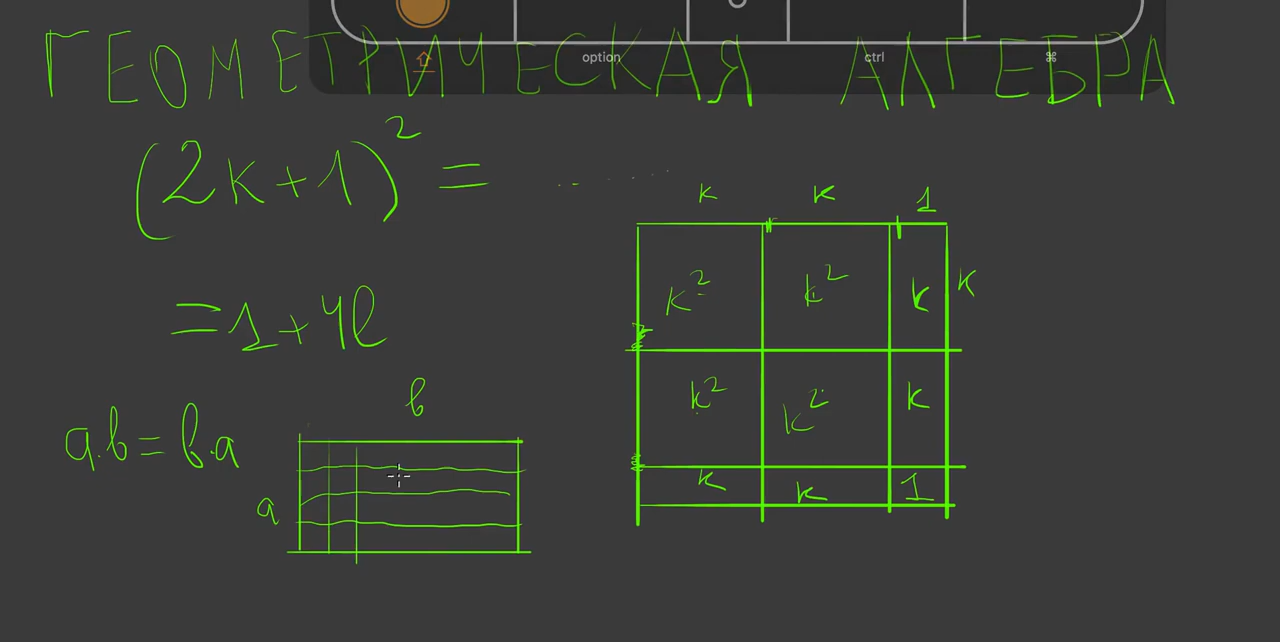 option ctrl ⌘
ГЕОМЕТРИЧЕСКАЯ АЛГЕБРА
(2k+1)² = ........
= 1 + 4l
a.b = b.a
b
a
k k 1
k² k² k k
k² k² k
k k 1